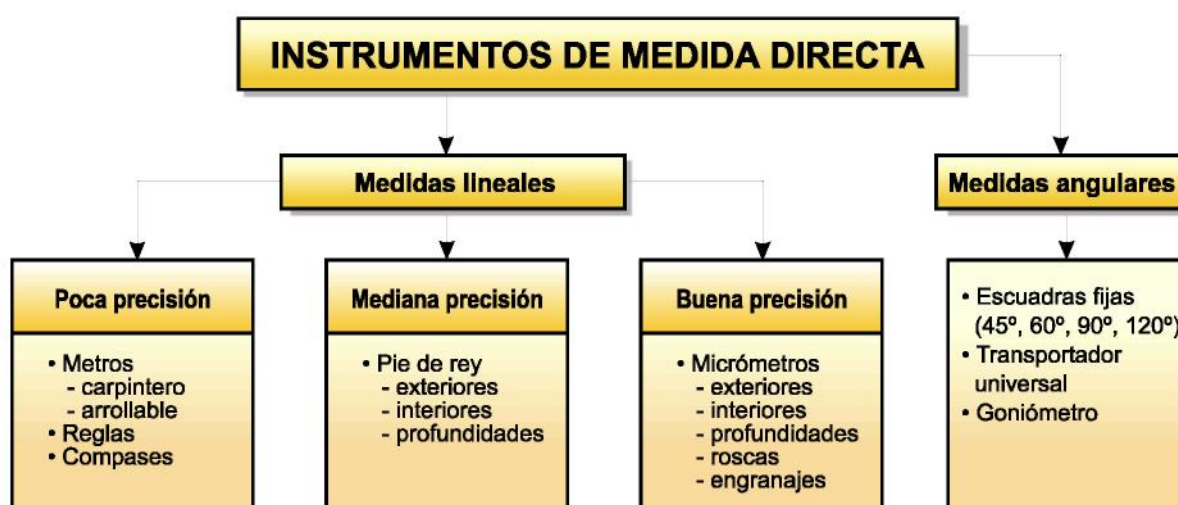 INSTRUMENTOS DE MEDIDA DIRECTA
Medidas lineales
Medidas angulares
Poca precisión
• Metros
- carpintero
- arrollable
• Reglas
• Compases
Mediana precisión
• Pie de rey
- exteriores
- interiores
- profundidades
Buena precisión
• Micrómetros
- exteriores
- interiores
- profundidades
- roscas
- engranajes
• Escuadras fijas
(45º, 60º, 90º, 120º)
• Transportador
universal
• Goniómetro